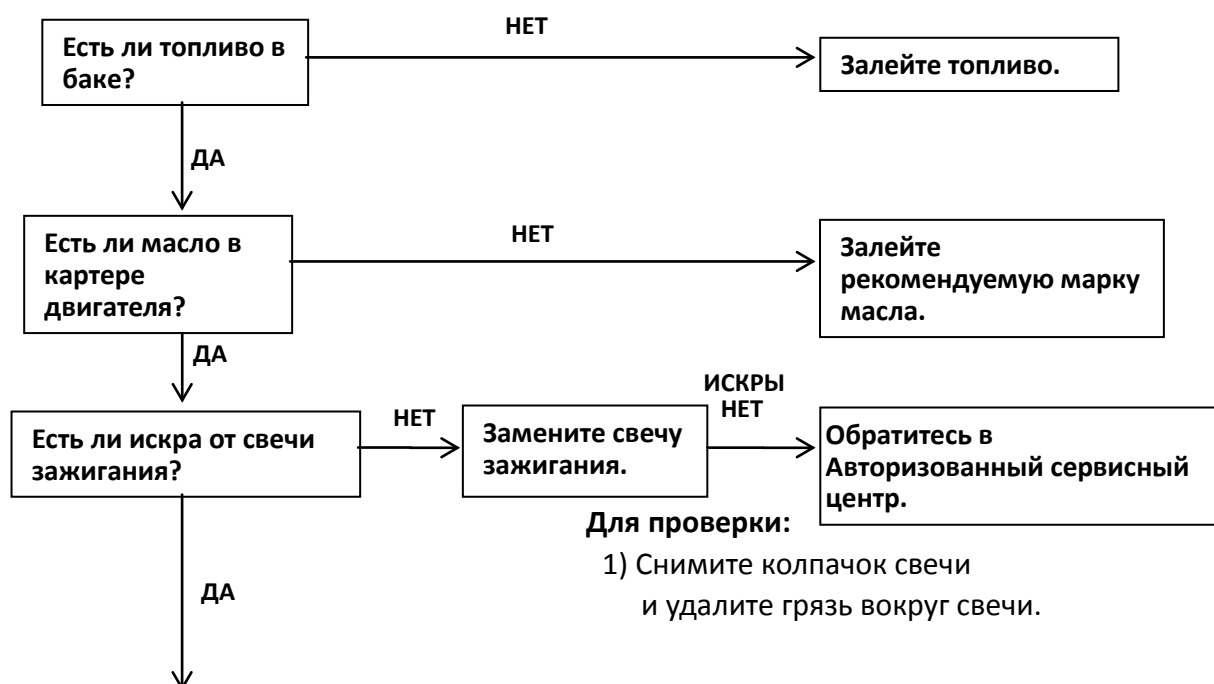 НЕТ
Есть ли топливо в
баке?
Залейте топливо.
ДА
НЕТ
Есть ли масло в
картере
двигателя?
Залейте
рекомендуемую марку
масла.
ДА
ИСКРЫ
НЕТ
НЕТ
Есть ли искра от свечи
зажигания?
Замените свечу
зажигания.
Обратитесь в
Авторизованный сервисный
центр.
Для проверки:
1) Снимите колпачок свечи
и удалите грязь вокруг свечи.
ДА